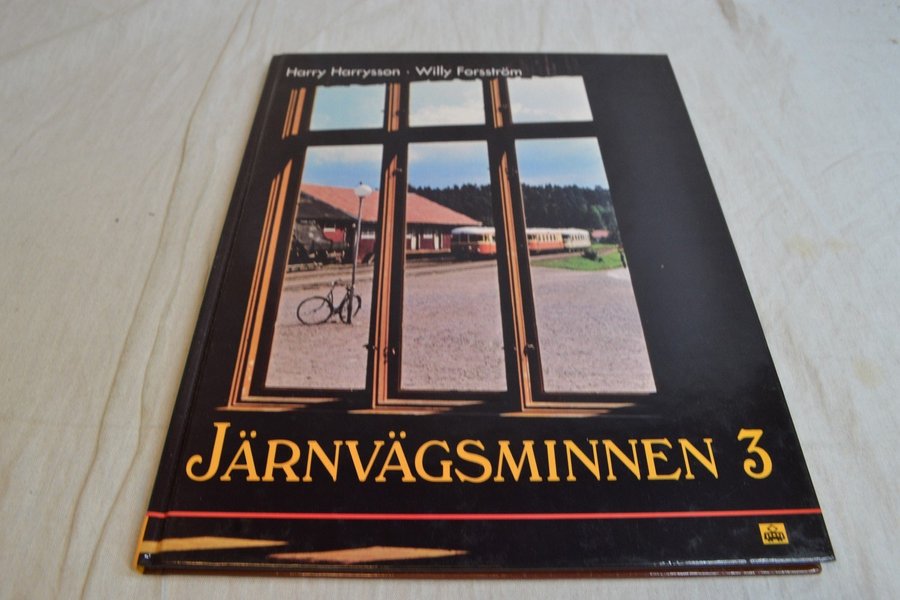 Harry Harrysson · Willy Forsström
JÄRNVÄGSMINNEN 3